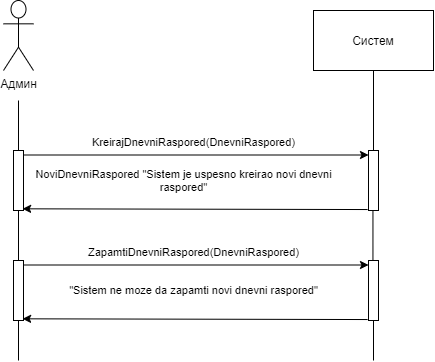 Админ
Систем
KreirajDnevniRaspored(DnevniRaspored)
NoviDnevniRaspored "Sistem je uspesno kreirao novi dnevni
raspored"
ZapamtiDnevniRaspored(DnevniRaspored)
"Sistem ne moze da zapamti novi dnevni raspored"